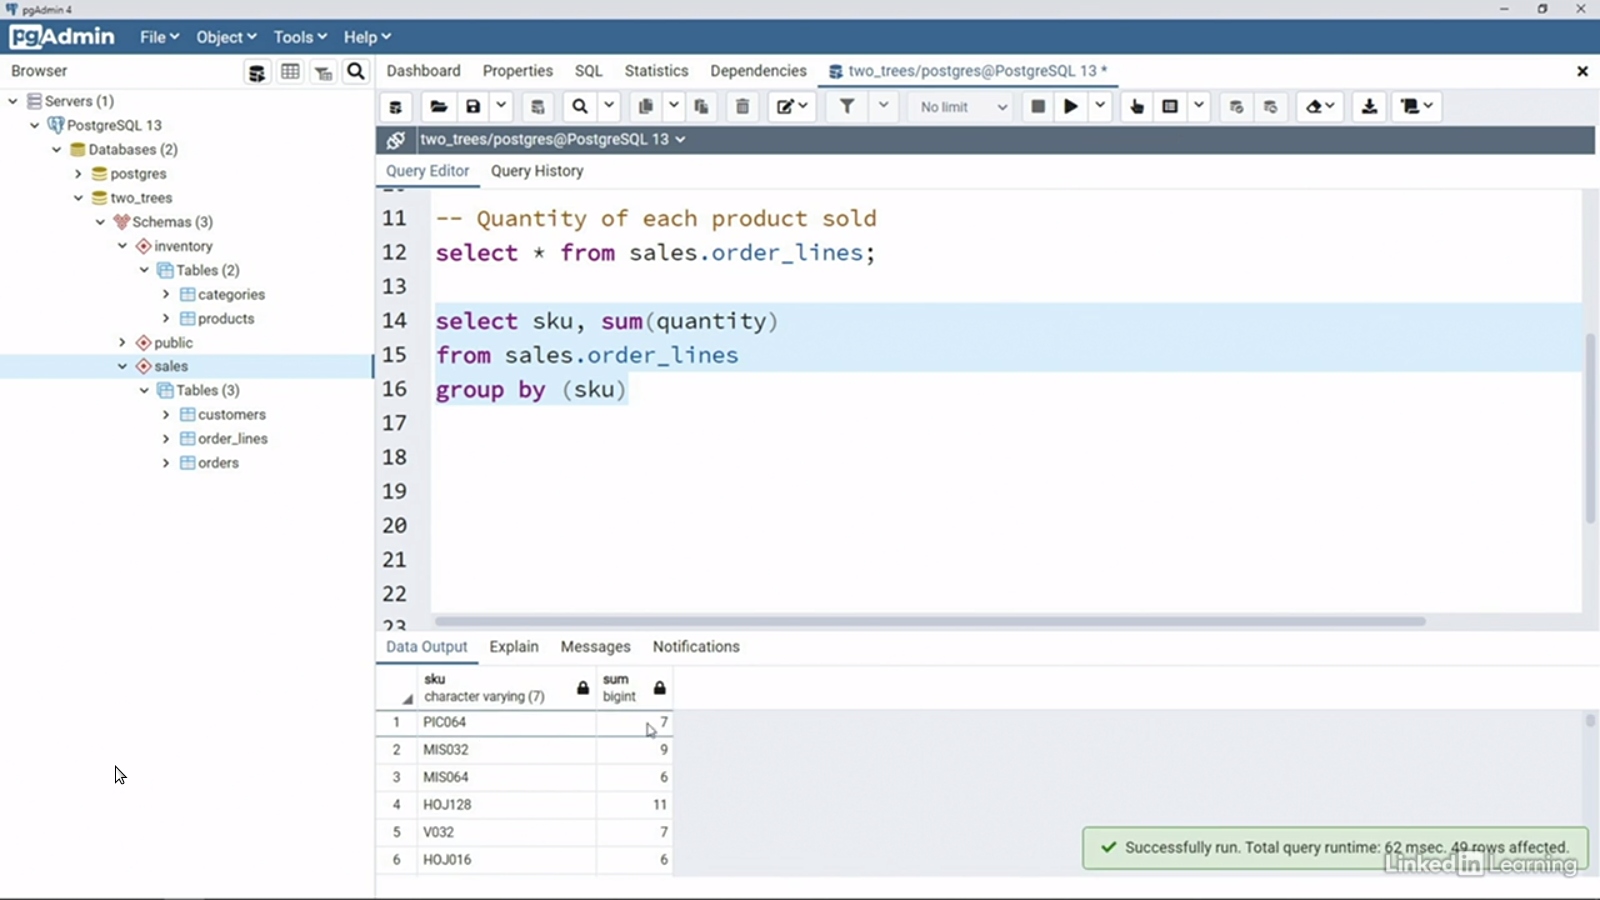 pgAdmin 4
pgAdmin File Object Tools Help
Browser
Dashboard Properties SQL Statistics Dependencies two_trees/postgres@PostgreSQL 13 *
Servers (1)
PostgreSQL 13
Databases (2)
postgres
two_trees
Schemas (3)
inventory
Tables (2)
categories
products
public
sales
Tables (3)
customers
order_lines
orders
No limit
two_trees/postgres@PostgreSQL 13
Query Editor Query History
11 -- Quantity of each product sold
12 select * from sales.order_lines;
13
14 select sku, sum(quantity)
15 from sales.order_lines
16 group by (sku)
17
18
19
20
21
22
23
Data Output Explain Messages Notifications
sku sum
character varying (7) bigint
1 PIC064 7
2 MIS032 9
3 MIS064 6
4 HOJ128 11
5 V032 7
6 HOJ016 6
Successfully run. Total query runtime: 62 msec. 49 rows affected.
Linked in Learning